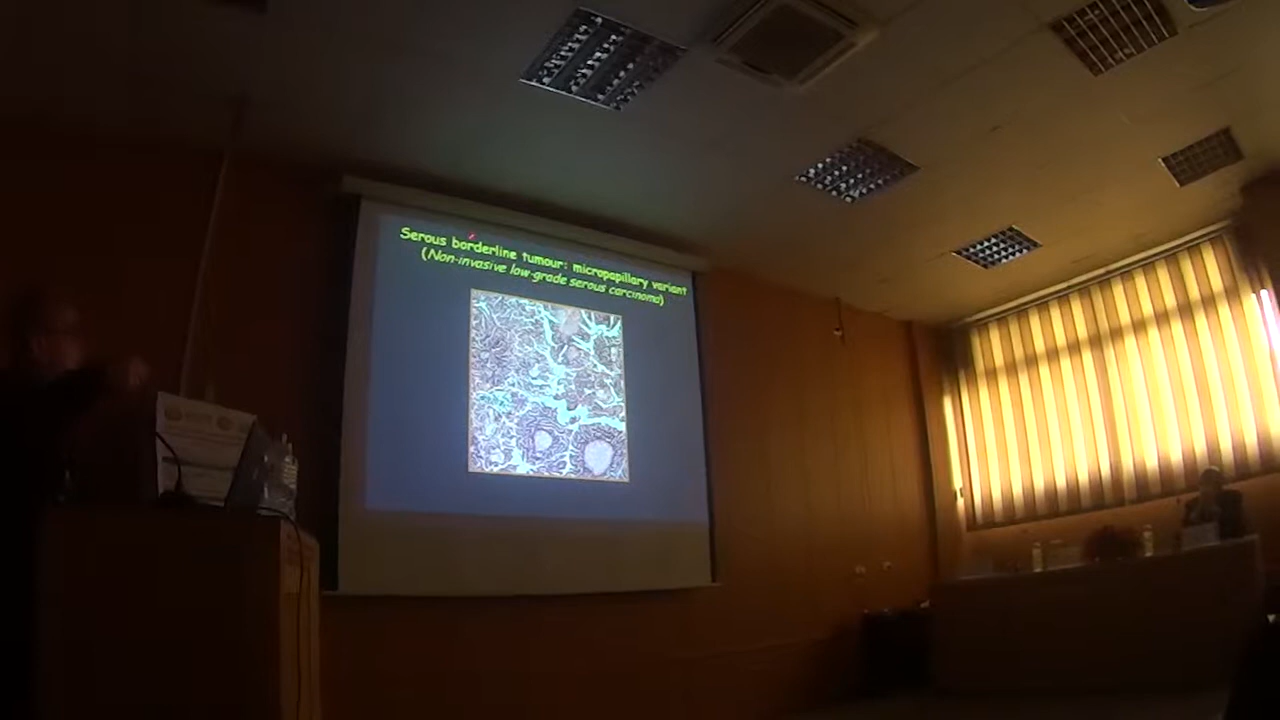 Serous borderline tumour: micropapillary variant
(Non-invasive low-grade serous carcinoma)